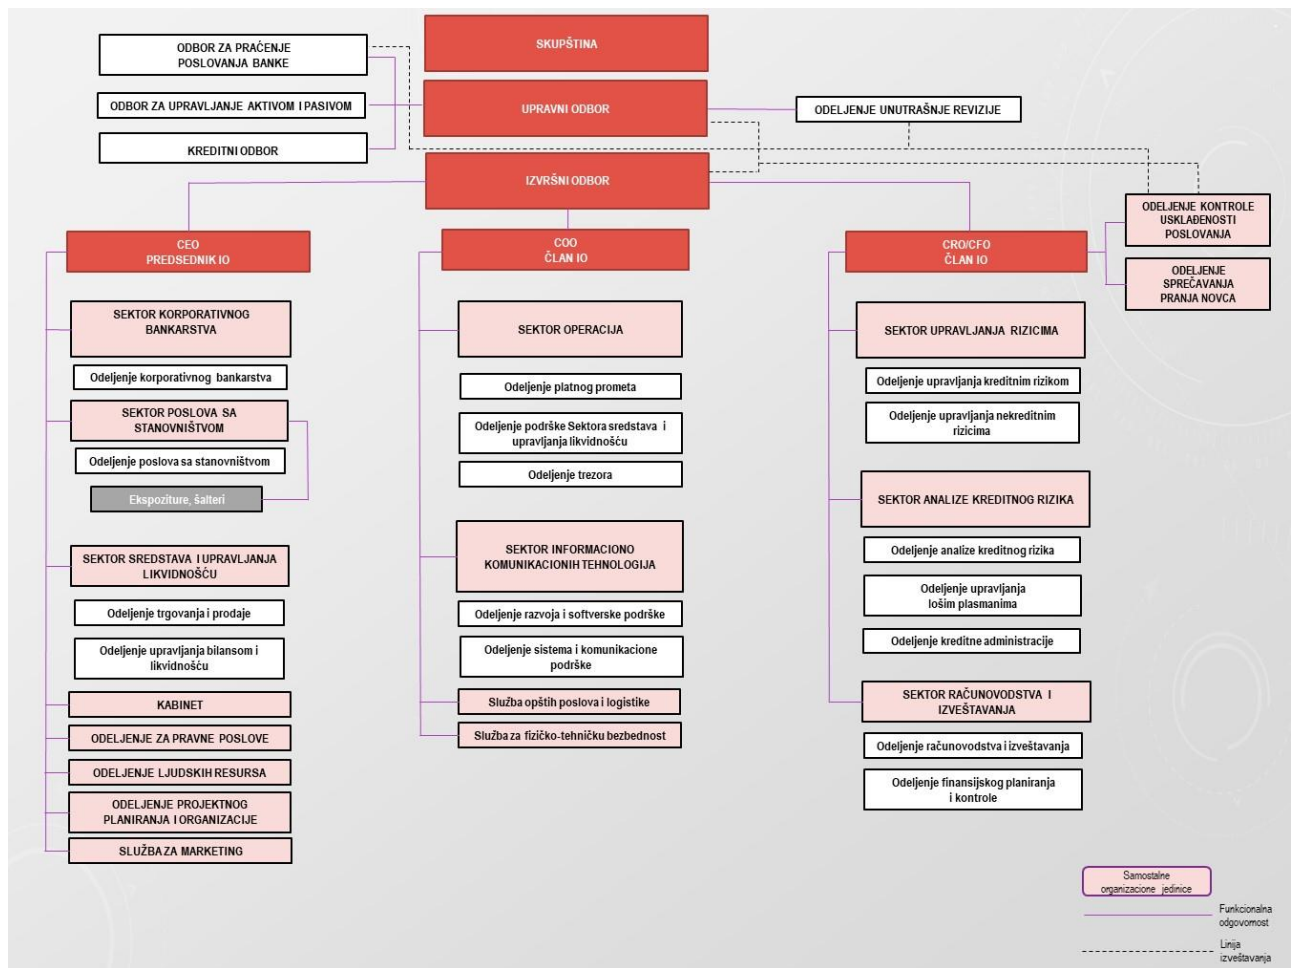 SKUPŠTINA
ODBOR ZA PRAĆENJE
POSLOVANJA BANKE
ODBOR ZA UPRAVLJANJE AKTIVOM I PASIVOM
UPRAVNI ODBOR
ODELJENJE UNUTRAŠNJE REVIZIJE
KREDITNI ODBOR
IZVRŠNI ODBOR
ODELJENJE KONTROLE
USKLAĐENOSTI
POSLOVANJA
ODELJENJE
SPREČAVANJA
PRANJA NOVCA
CEO
PREDSEDNIK IO
SEKTOR KORPORATIVNOG
BANKARSTVA
Odeljenje korporativnog bankarstva
SEKTOR POSLOVA SA
STANOVNIŠTVOM
Odeljenje poslova sa stanovništvom
Ekspoziture, šalteri
SEKTOR SREDSTAVA I UPRAVLJANJA
LIKVIDNOŠĆU
Odeljenje trgovanja i prodaje
Odeljenje upravljanja bilansom i
likvidnošću
KABINET
ODELJENJE ZA PRAVNE POSLOVE
ODELJENJE LJUDSKIH RESURSA
ODELJENJE PROJEKTNOG
PLANIRANJA I ORGANIZACIJE
SLUŽBA ZA MARKETING
COO
ČLAN IO
SEKTOR OPERACIJA
Odeljenje platnog prometa
Odeljenje podrške Sektora sredstava i
upravljanja likvidnošću
Odeljenje trezora
SEKTOR INFORMACIONO
KOMUNIKACIONIH TEHNOLOGIJA
Odeljenje razvoja i softverske podrške
Odeljenje sistema i komunikacione
podrške
Služba opštih poslova i logistike
Služba za fizičko-tehničku bezbednost
CRO/CFO
ČLAN IO
SEKTOR UPRAVLJANJA RIZICIMA
Odeljenje upravljanja kreditnim rizikom
Odeljenje upravljanja nekreditnim
rizicima
SEKTOR ANALIZE KREDITNOG RIZIKA
Odeljenje analize kreditnog rizika
Odeljenje upravljanja
lošim plasmanima
Odeljenje kreditne administracije
SEKTOR RAČUNOVODSTVA I
IZVEŠTAVANJA
Odeljenje računovodstva i izveštavanja
Odeljenje finansijskog planiranja
i kontrole
Samostalne
organizacione jedinice
Funkcionalna
odgovornost
Linija
izveštavanja